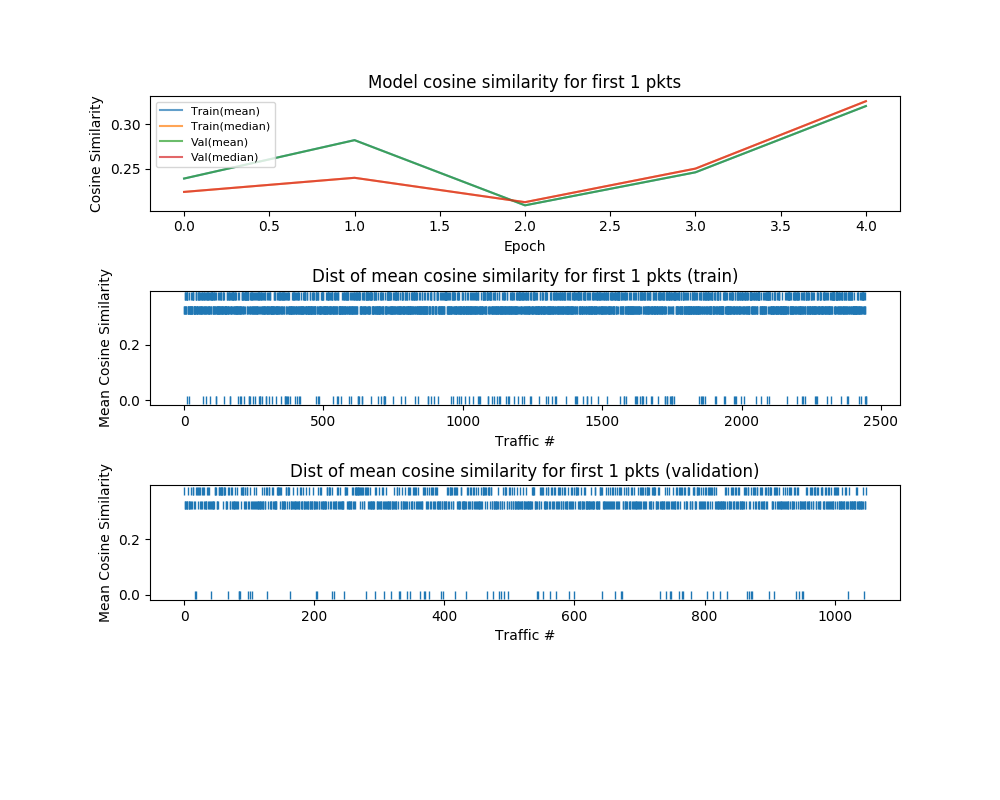 Model cosine similarity for first 1 pkts
Cosine Similarity
0.30
0.25
Train(mean)
Train(median)
Val(mean)
Val(median)
0.0 0.5 1.0 1.5 2.0 2.5 3.0 3.5 4.0
Epoch
Dist of mean cosine similarity for first 1 pkts (train)
Mean Cosine Similarity
0.2
0.0
0 500 1000 1500 2000 2500
Traffic #
Dist of mean cosine similarity for first 1 pkts (validation)
Mean Cosine Similarity
0.2
0.0
0 200 400 600 800 1000
Traffic #